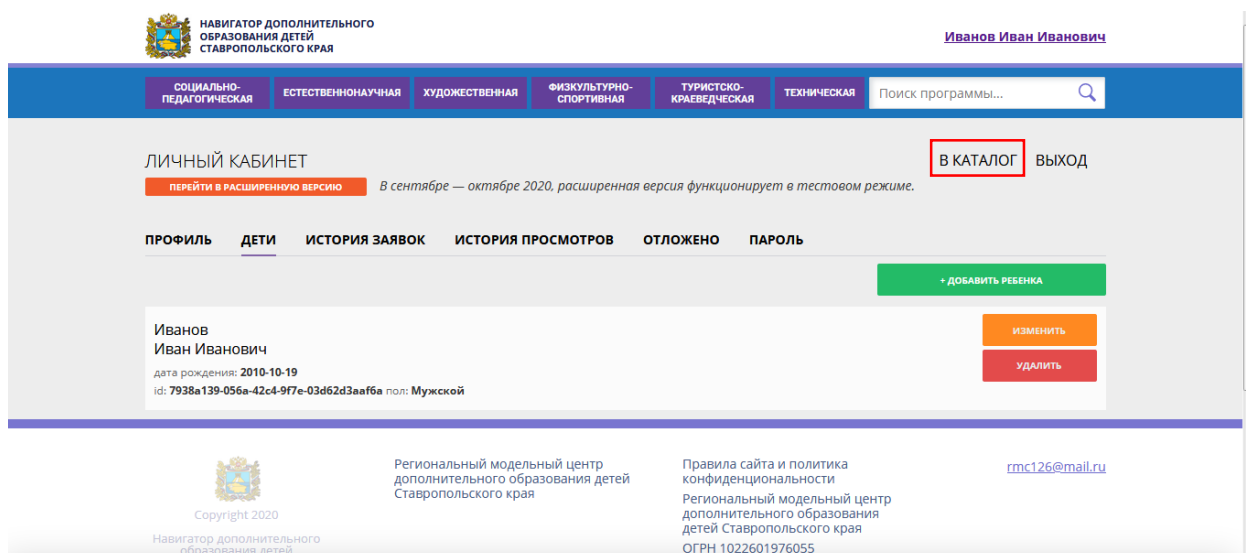 НАВИГАТОР ДОПОЛНИТЕЛЬНОГО
ОБРАЗОВАНИЯ ДЕТЕЙ
СТАВРОПОЛЬСКОГО КРАЯ
Иванов Иван Иванович
СОЦИАЛЬНО-
ПЕДАГОГИЧЕСКАЯ
ЕСТЕСТВЕННОНАУЧНАЯ
ХУДОЖЕСТВЕННАЯ
ФИЗКУЛЬТУРНО-
СПОРТИВНАЯ
ТУРИСТСКО-
КРАЕВЕДЧЕСКАЯ
ТЕХНИЧЕСКАЯ
Поиск программы...
ЛИЧНЫЙ КАБИНЕТ
В КАТАЛОГ
ВЫХОД
ПЕРЕЙТИ В РАСШИРЕННУЮ ВЕРСИЮ
В сентябре — октябре 2020, расширенная версия функционирует в тестовом режиме.
ПРОФИЛЬ
ДЕТИ
ИСТОРИЯ ЗАЯВОК
ИСТОРИЯ ПРОСМОТРОВ
ОТЛОЖЕНО
ПАРОЛЬ
+ ДОБАВИТЬ РЕБЕНКА
Иванов
Иван Иванович
дата рождения: 2010-10-19
id: 7938a139-056a-42c4-9f7e-03d62d3aaf6a пол: Мужской
ИЗМЕНИТЬ
УДАЛИТЬ
Copyright 2020
Навигатор дополнительного
образования детей
Региональный модельный центр
дополнительного образования детей
Ставропольского края
Правила сайта и политика
конфиденциональности
Региональный модельный центр
дополнительного образования
детей Ставропольского края
ОГРН 1022601976055
rmc126@mail.ru